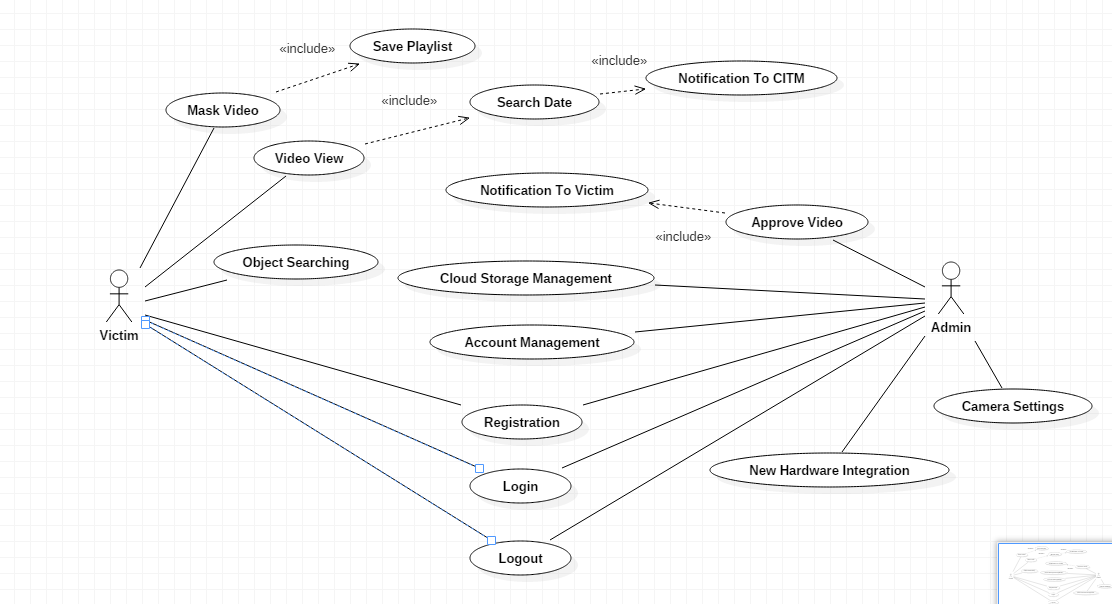 «include»
Save Playlist
«include»
Notification To CITM
Mask Video
«include»
Search Date
Video View
Notification To Victim
Approve Video
«include»
Object Searching
Cloud Storage Management
Victim
Admin
Account Management
Camera Settings
Registration
New Hardware Integration
Login
Logout